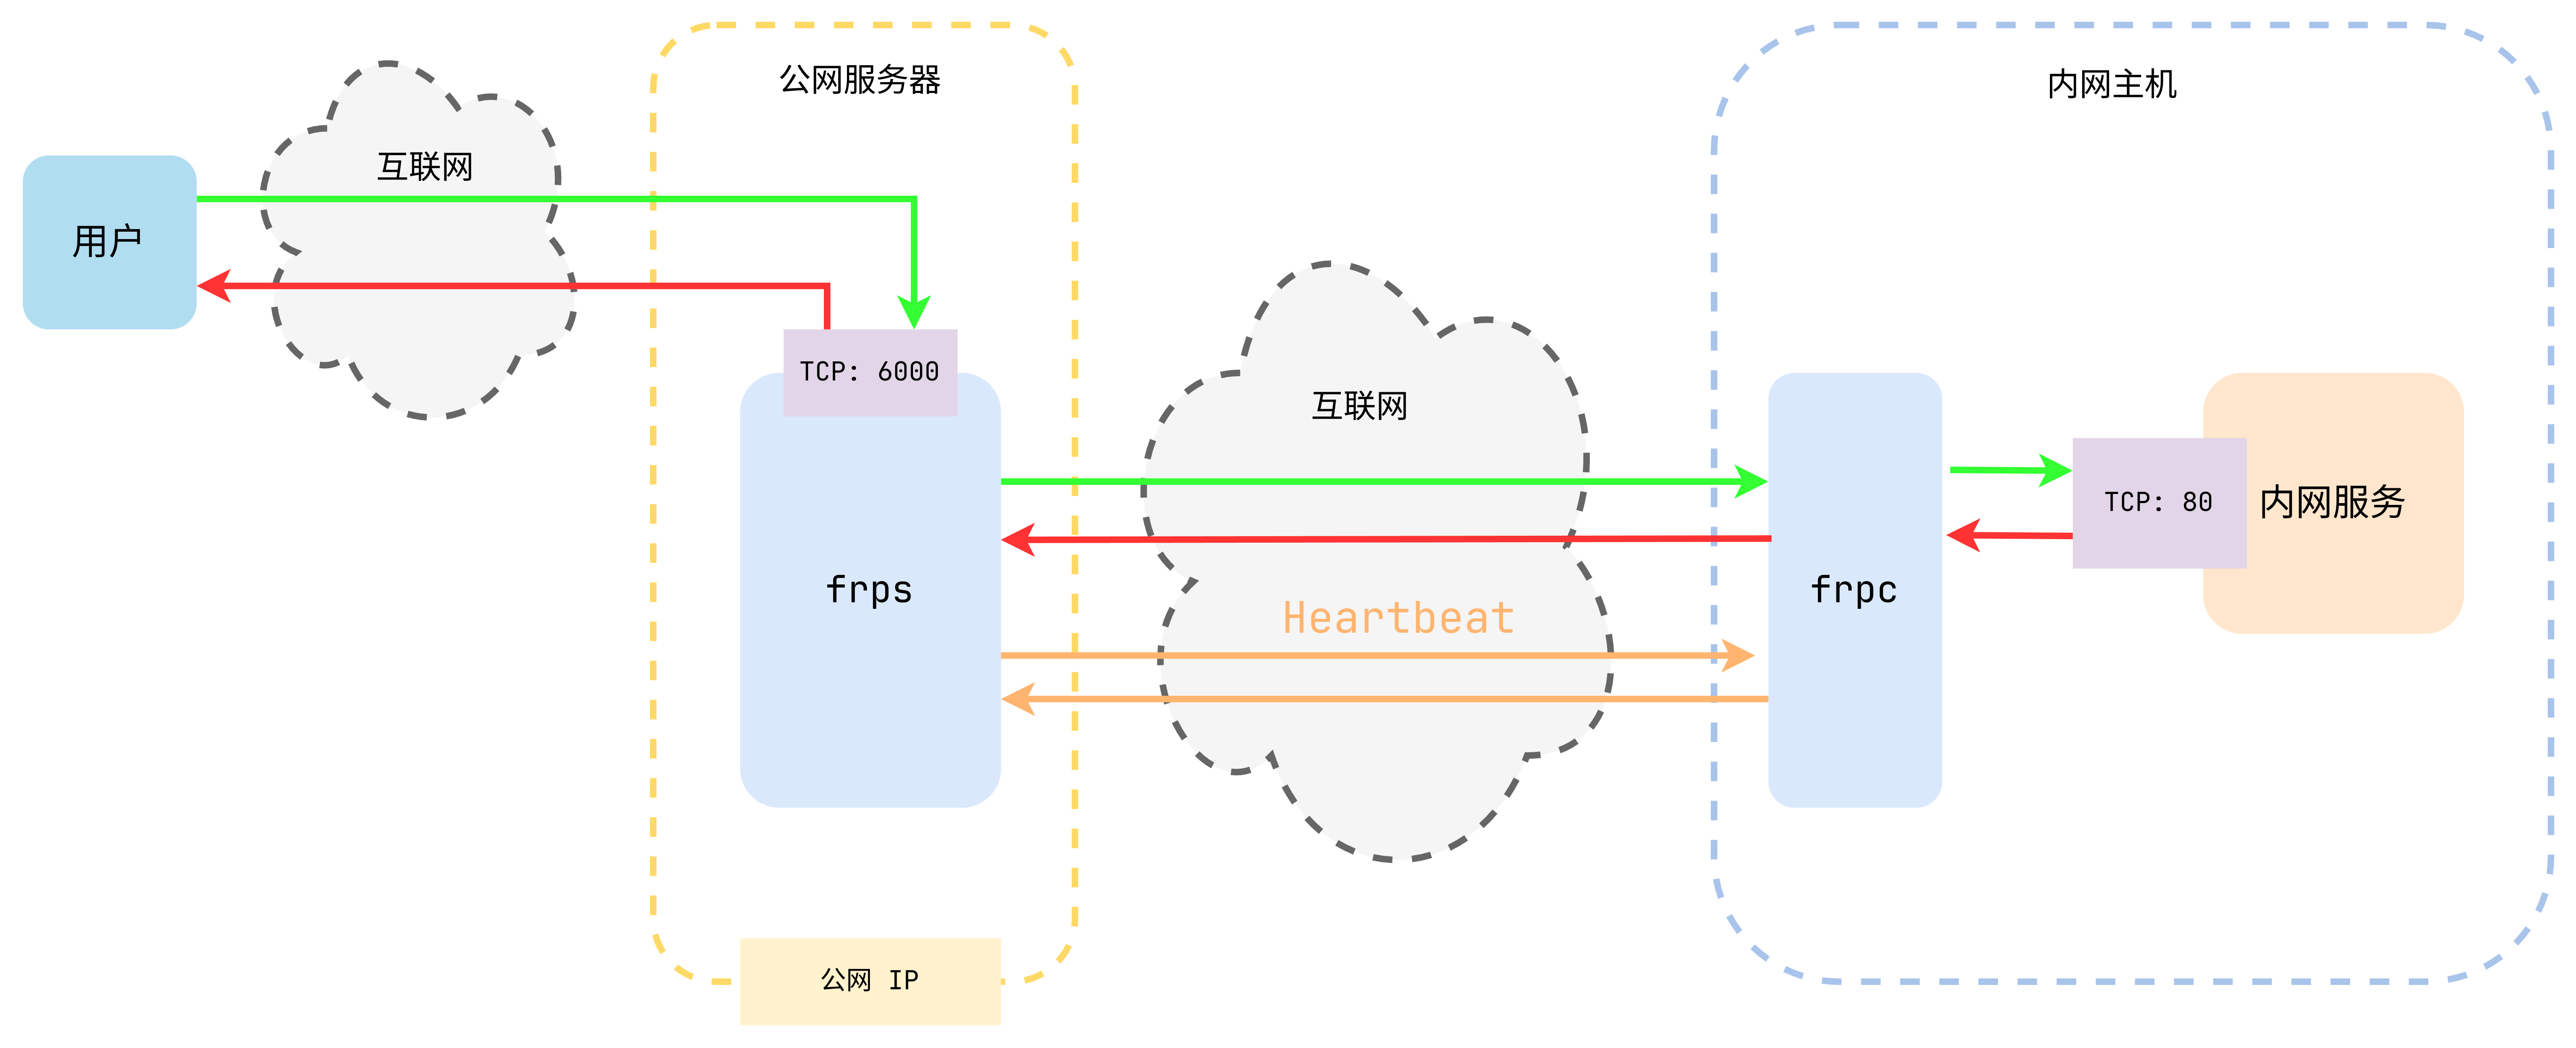 公网服务器
内网主机
互联网
用户
TCP: 6000
互联网
TCP: 80
内网服务
frps
frpc
Heartbeat
公网 IP